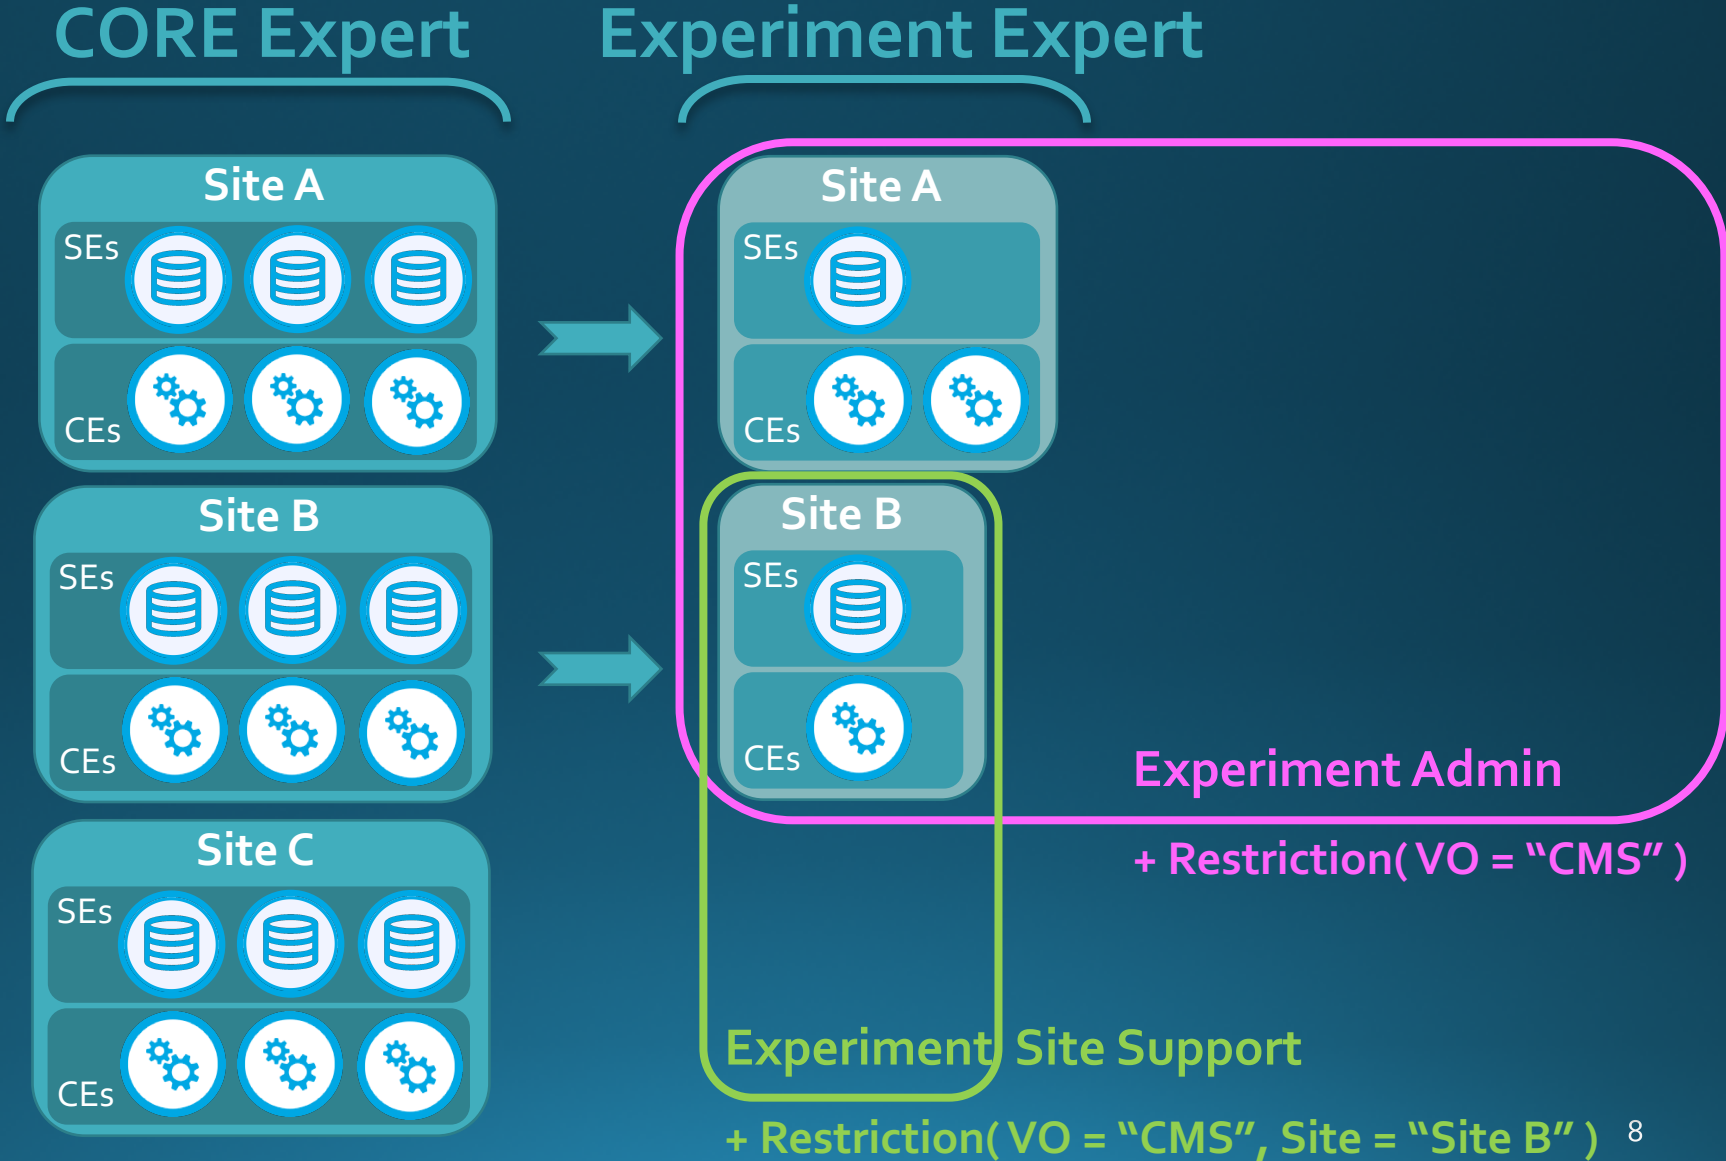 CORE Expert
Experiment Expert
Site A
SEs
CEs
Site B
SEs
CEs
Site C
SEs
CEs
Site A
SEs
CEs
Site B
SEs
CEs
Experiment Admin
+ Restriction( VO = “CMS” )
Experiment Site Support
+ Restriction( VO = “CMS”, Site = “Site B” )
8